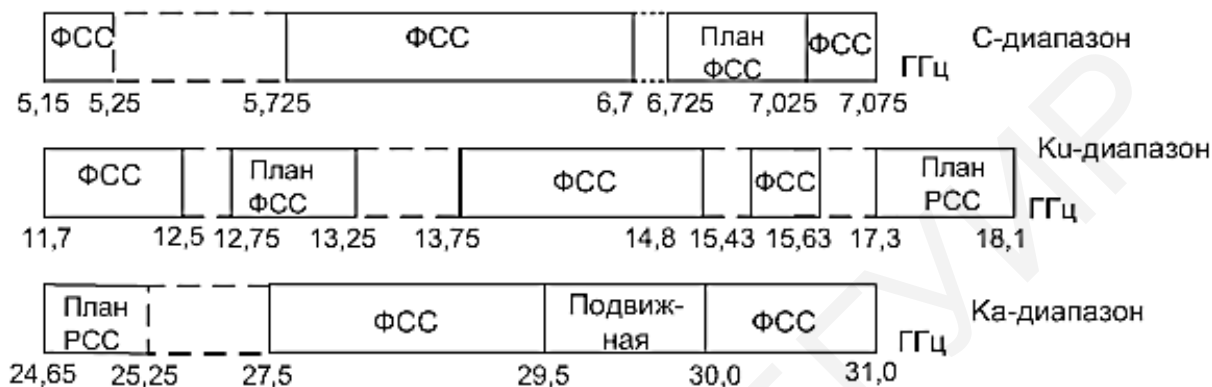 ФСС ФСС План ФСС ФСС С-диапазон
ГГц
5,15 5,25 5,725 6,7 6,725 7,025 7,075
ФСС План ФСС ФСС ФСС План РСС Ku-диапазон
ГГц
11,7 12,5 12,75 13,25 13,75 14,8 15,43 15,63 17,3 18,1
План РСС ФСС Подвиж-
ная ФСС Ka-диапазон
ГГц
24,65 25,25 27,5 29,5 30,0 31,0
ГУИР